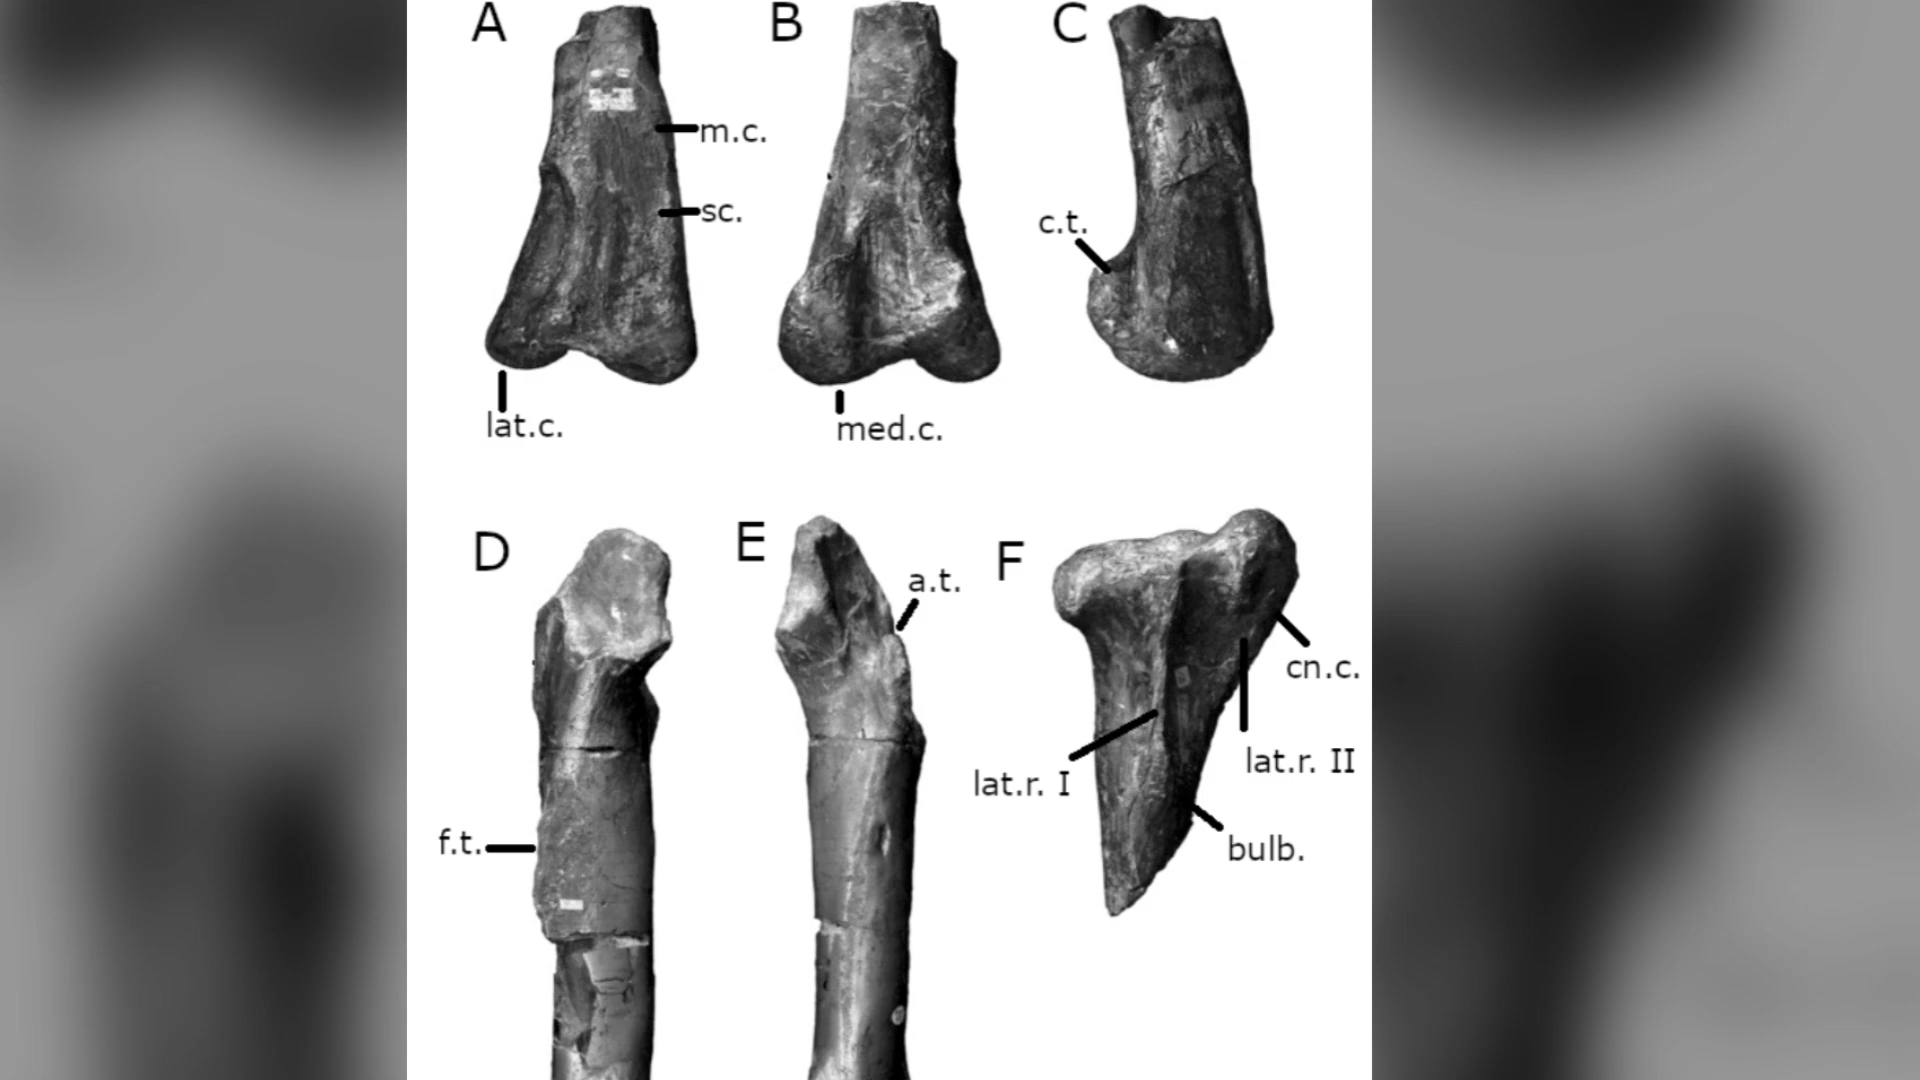 A
B
C
m.c.
sc.
c.t.
lat.c.
med.c.
D
E
F
a.t.
cn.c.
lat.r. I
lat.r. II
f.t.
bulb.